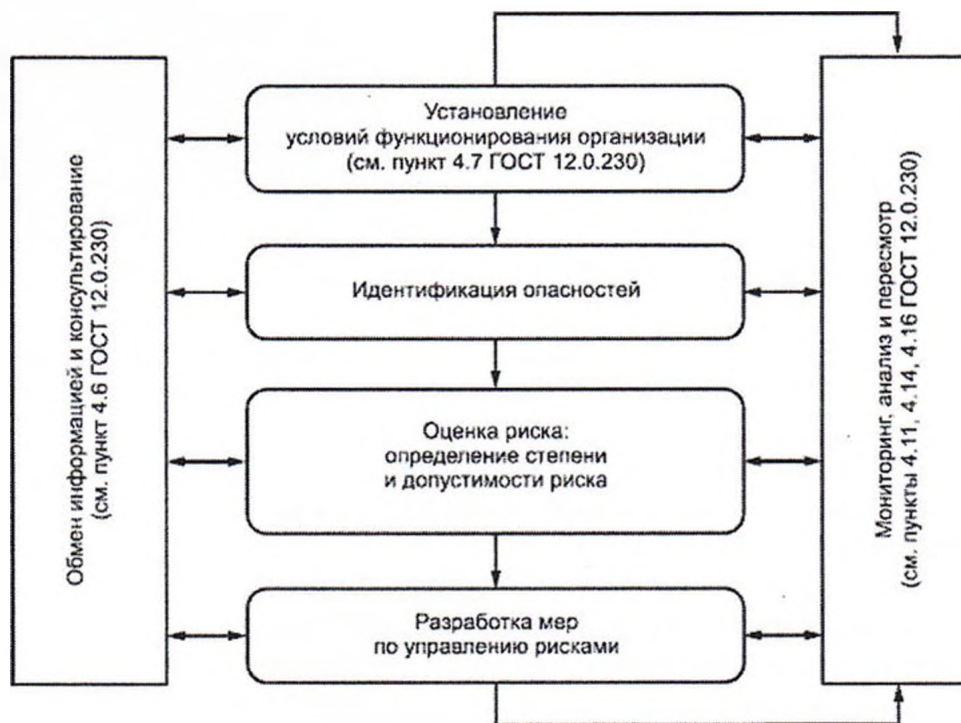 Обмен информацией и консультирование
(см. пункт 4.6 ГОСТ 12.0.230)
Установление
условий функционирования организации
(см. пункт 4.7 ГОСТ 12.0.230)
Идентификация опасностей
Оценка риска:
определение степени
и допустимости риска
Разработка мер
по управлению рисками
Мониторинг, анализ и пересмотр
(см. пункты 4.11, 4.14, 4.16 ГОСТ 12.0.230)